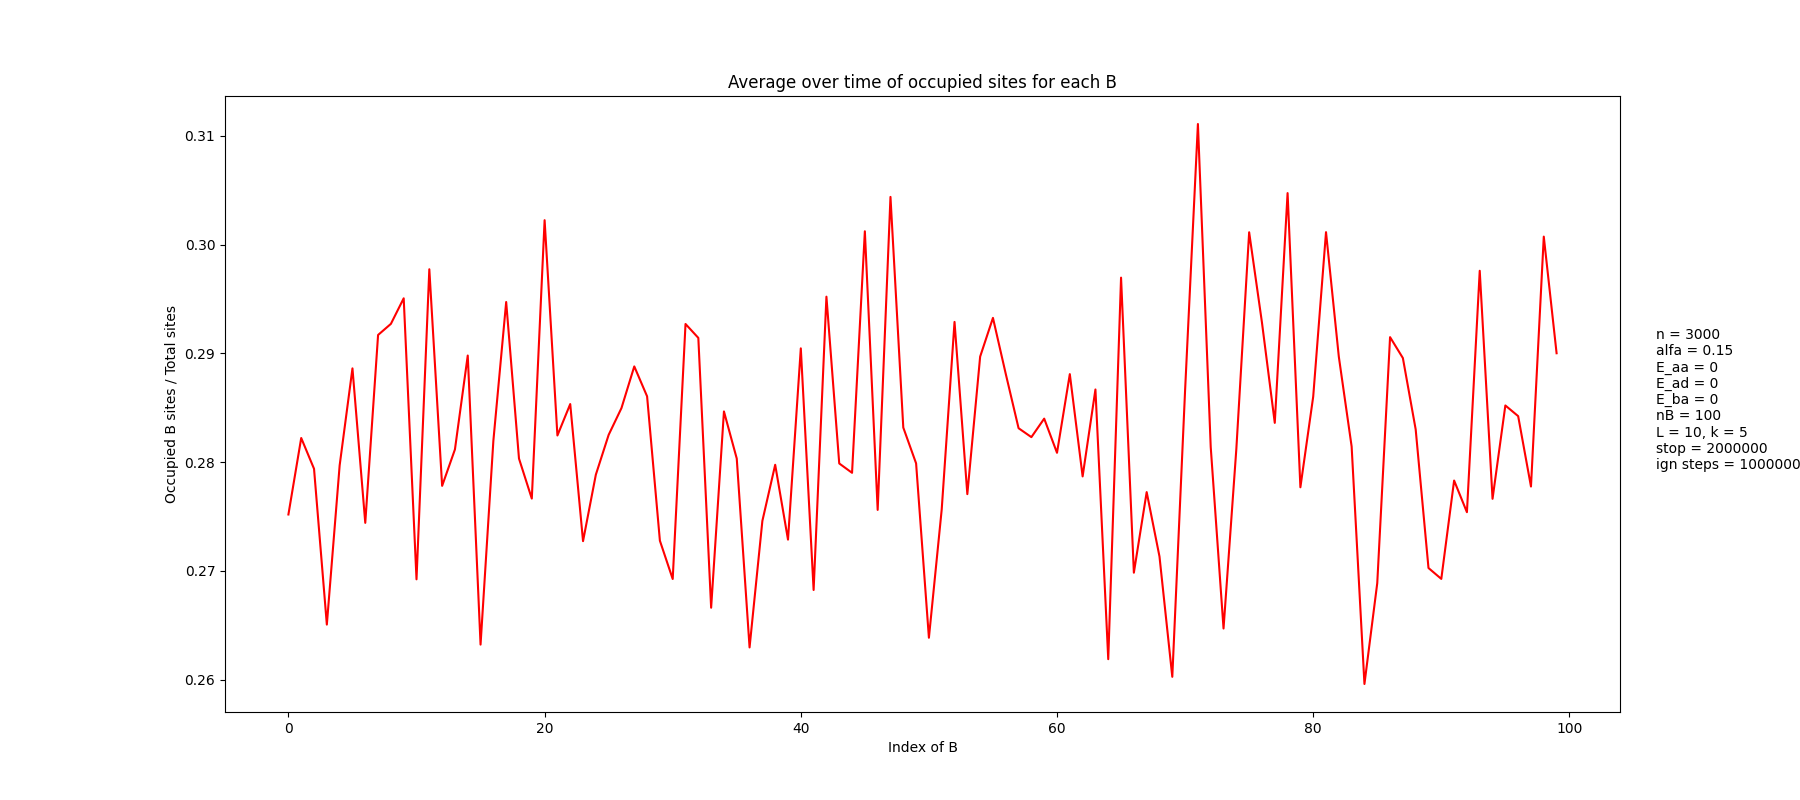 Average over time of occupied sites for each B
Occupied B sites / Total sites
0.31
0.30
0.29
0.28
0.27
0.26
0
20
40
60
80
100
Index of B
n = 3000
alfa = 0.15
E_aa = 0
E_ad = 0
E_ba = 0
nB = 100
L = 10, k = 5
stop = 2000000
ign steps = 1000000